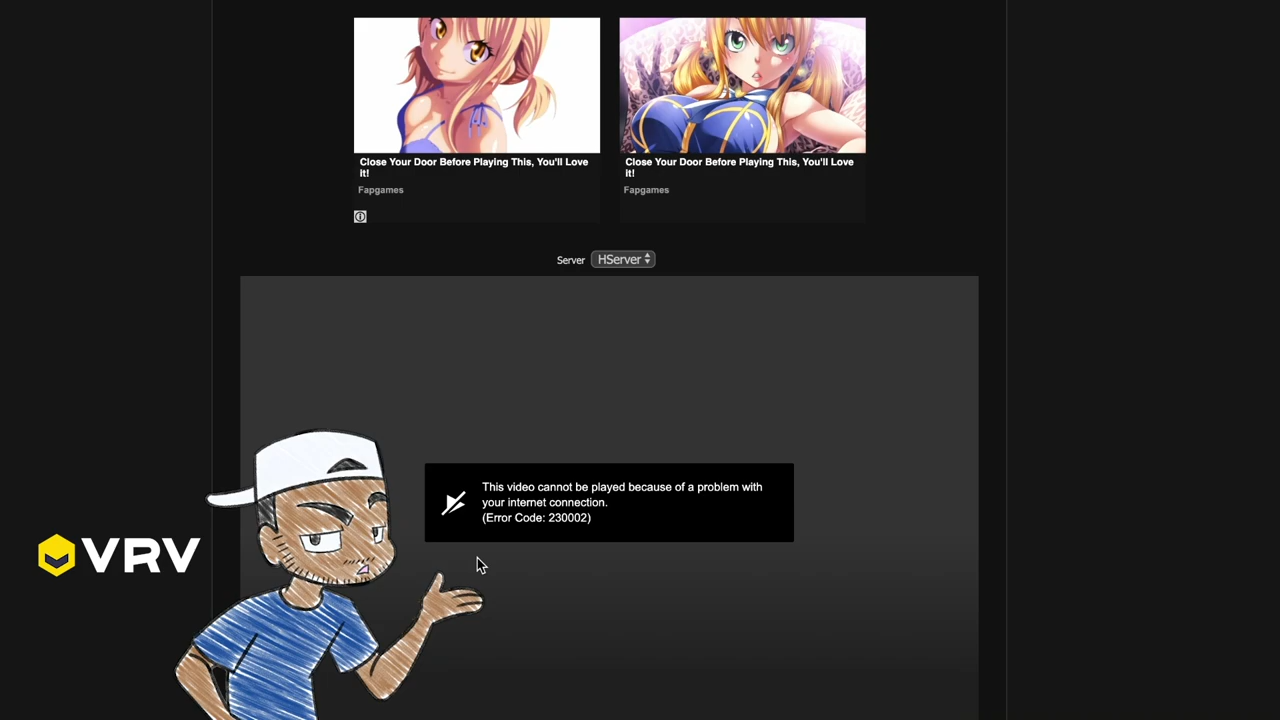 Close Your Door Before Playing This, You'll Love
It!
Fapgames
Close Your Door Before Playing This, You'll Love
It!
Fapgames
Server HServer
This video cannot be played because of a problem with
your internet connection.
(Error Code: 230002)
VRV